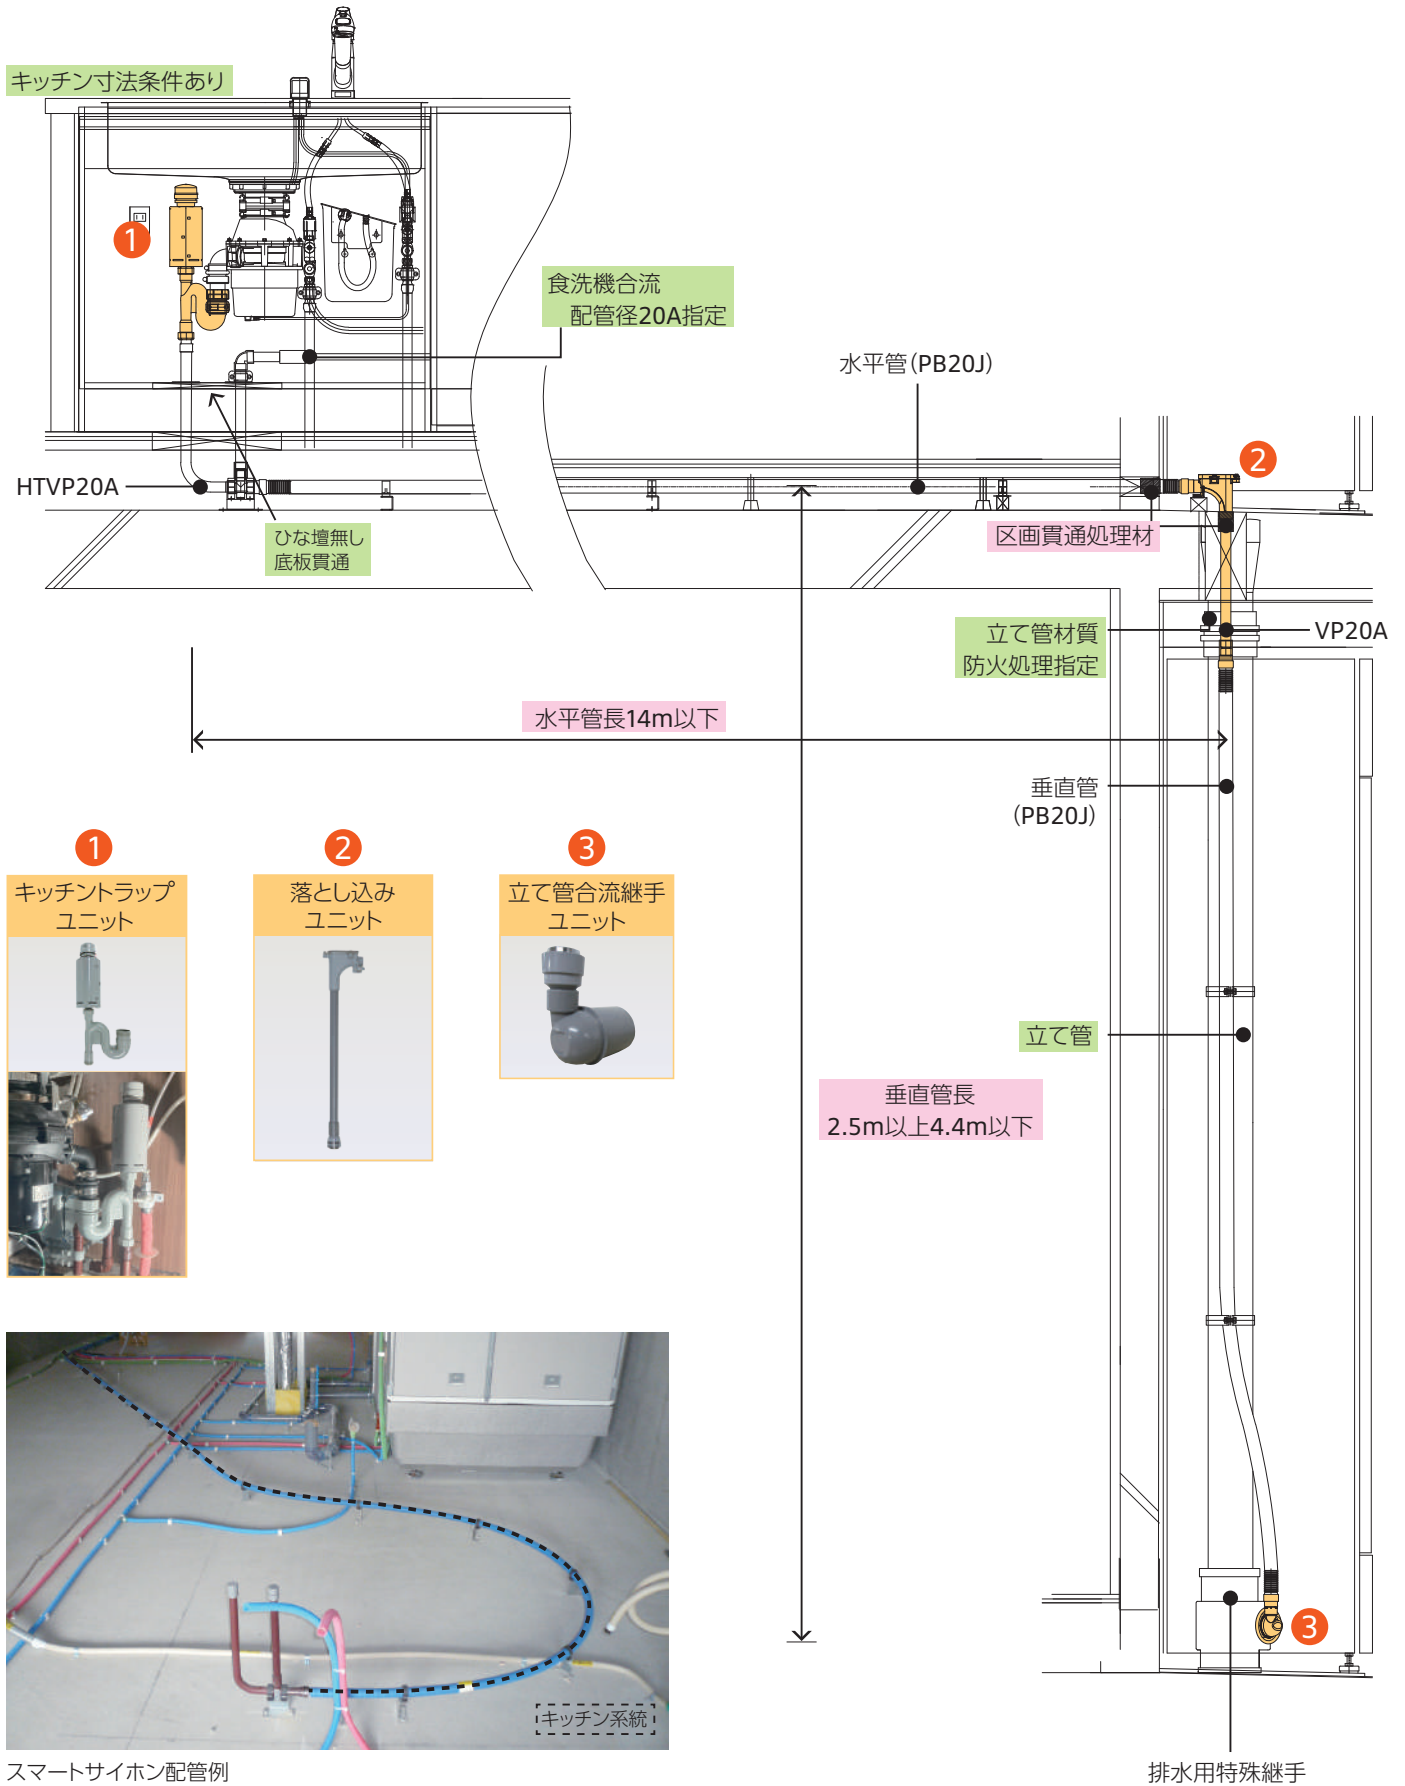 キッチン寸法条件あり
1
食洗機合流
配管径20A指定
水平管（PB20J）
2
HTVP20A
ひな壇無し
底板貫通
区画貫通処理材
立て管材質
防火処理指定
VP20A
水平管長14m以下
垂直管
（PB20J）
1
キッチントラップ
ユニット
2
落とし込み
ユニット
3
立て管合流継手
ユニット
立て管
垂直管長
2.5m以上4.4m以下
3
キッチン系統
スマートサイホン配管例
排水用特殊継手